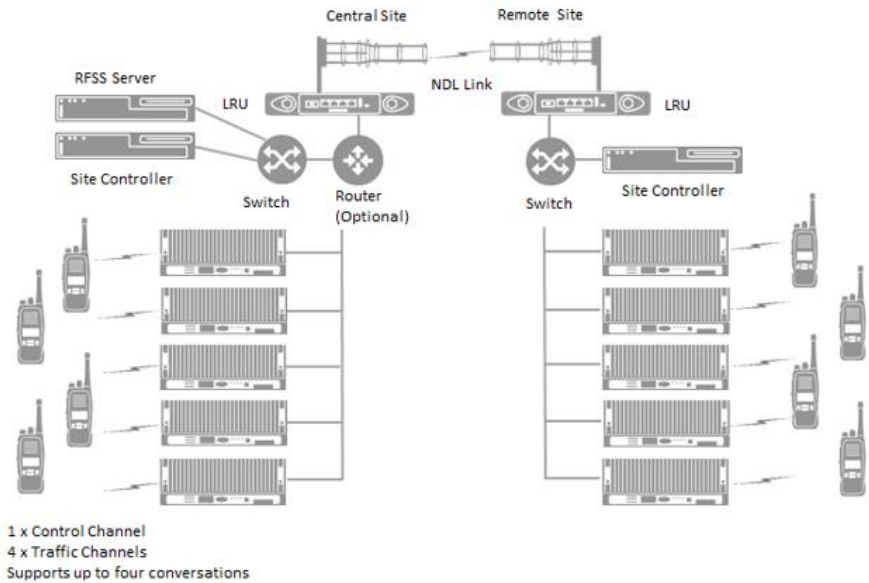 Central Site
Remote Site
RFSS Server
NDL Link
LRU
LRU
Site Controller
Switch
Router
(Optional)
Switch
Site Controller
1 x Control Channel
4 x Traffic Channels
Supports up to four conversations